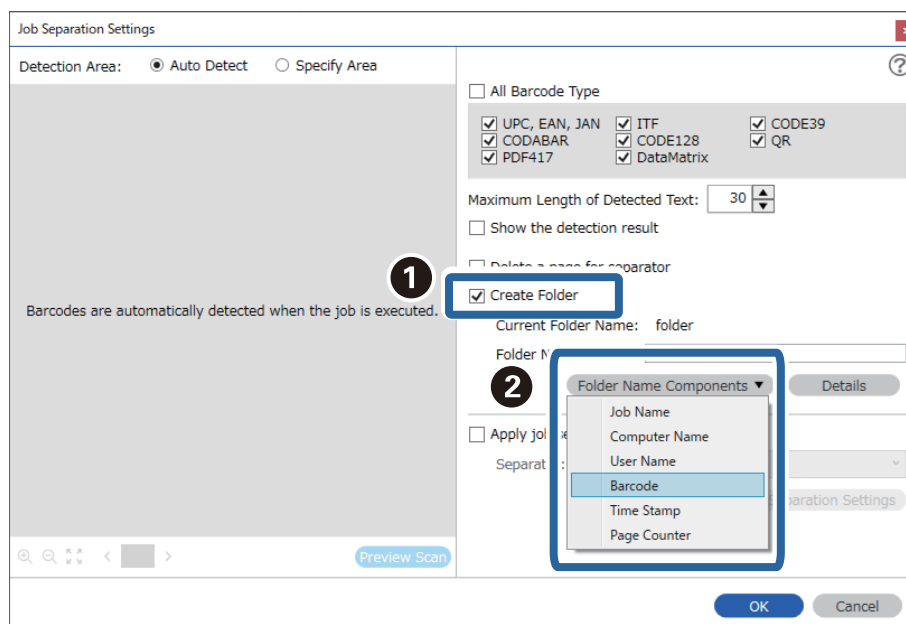 Job Separation Settings
Detection Area: Auto Detect Specify Area
All Barcode Type
UPC, EAN, JAN ITF CODE39
CODABAR CODE128 QR
PDF417 DataMatrix
Maximum Length of Detected Text: 30
Show the detection result
Delete a page for separator
1
Create Folder
Barcodes are automatically detected when the job is executed.
Current Folder Name: folder
Folder N
2
Folder Name Components Details
Job Name
Computer Name
User Name
Barcode
Time Stamp
Page Counter
Apply jo
Separat :
paration Settings
Preview Scan
OK Cancel